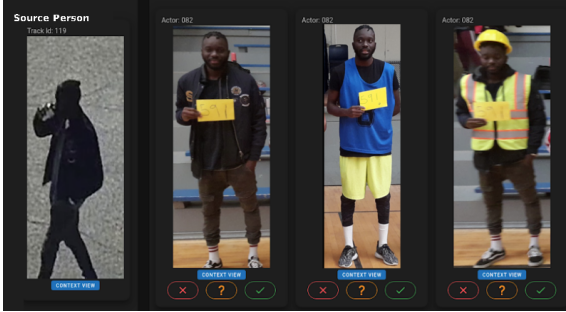 Source Person
Track Id: 119
CONTEXT VIEW
Actor: 082
CONTEXT VIEW
?
Actor: 082
CONTEXT VIEW
?
Actor: 082
CONTEXT VIEW
?